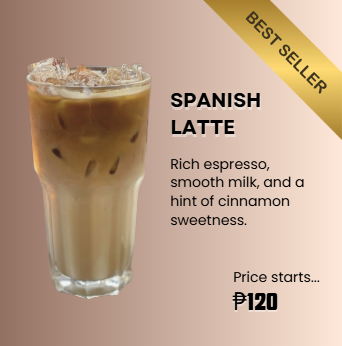 BEST SELLER
SPANISH
LATTE
Rich espresso,
smooth milk, and a
hint of cinnamon
sweetness.
Price starts...
₱120